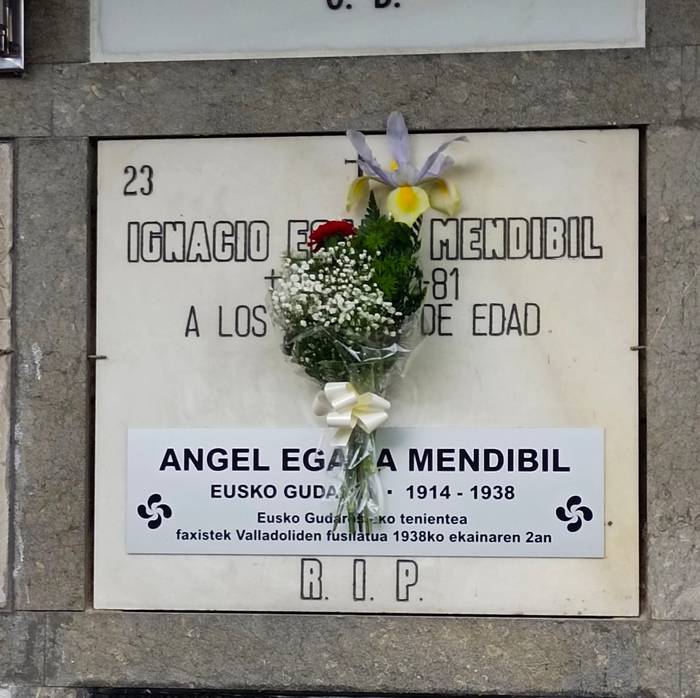 23
IGNACIO MENDIBIL
-81
A LOS DE EDAD
ANGEL MENDIBIL
EUSKO · 1914 - 1938
Eusko tenientea
faxistek Valladoliden fusilatua 1938ko ekainaren 2an
R. I. P.